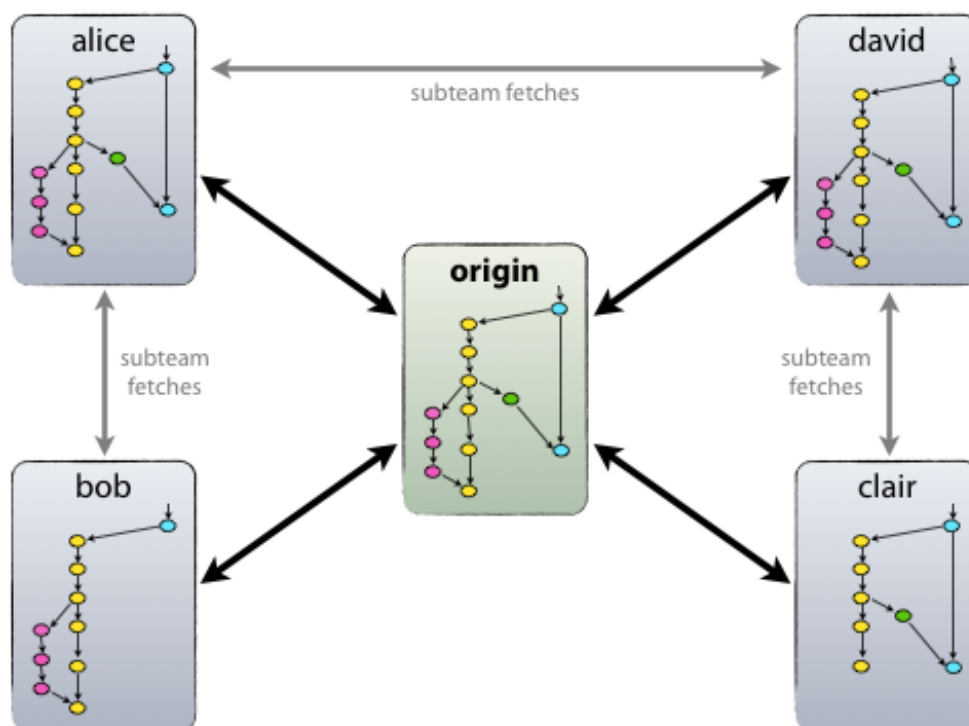 alice
david
subteam fetches
origin
subteam
fetches
subteam
fetches
bob
clair